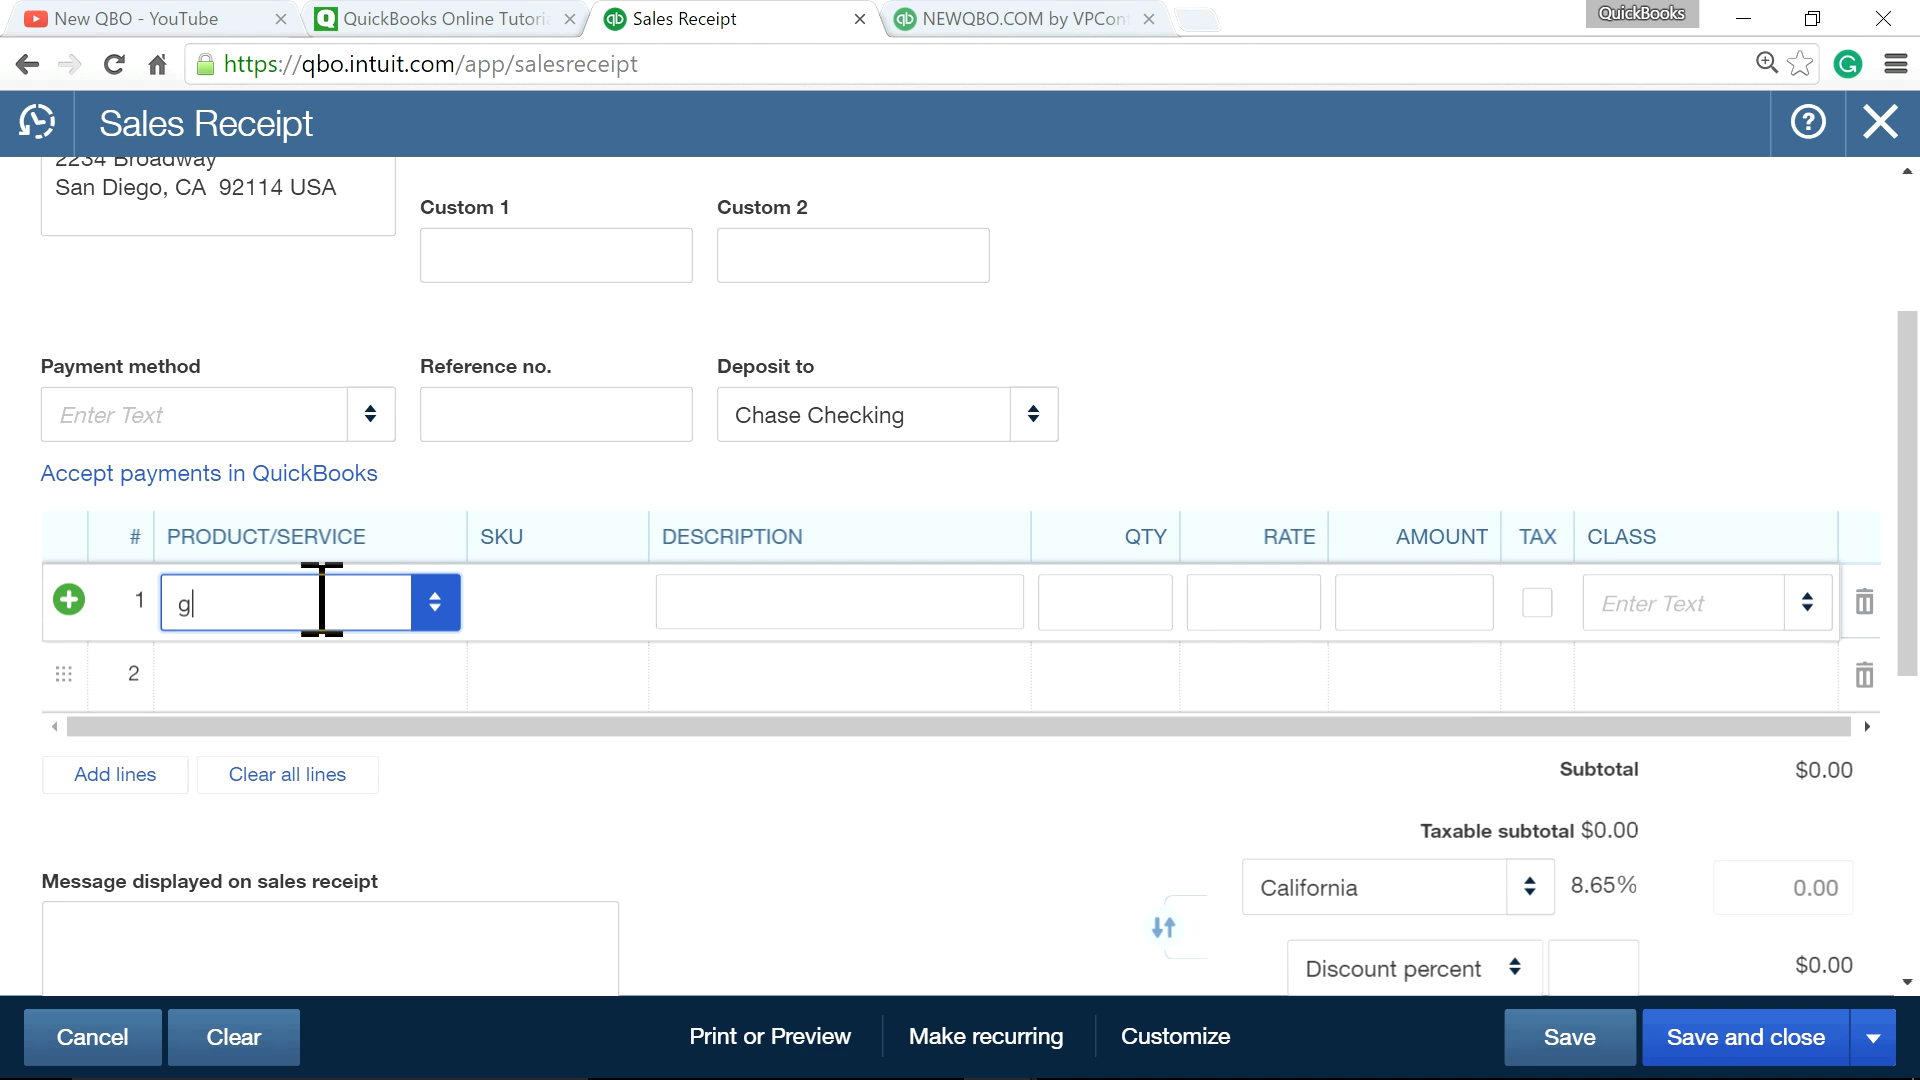 New QBO - YouTube
QuickBooks Online Tutoria
Sales Receipt
NEWQBO.COM by VPCon
QuickBooks
https://qbo.intuit.com/app/salesreceipt
Sales Receipt
2234 Broadway
San Diego, CA 92114 USA
Custom 1
Custom 2
Payment method
Reference no.
Deposit to
Enter Text
Chase Checking
Accept payments in QuickBooks
# PRODUCT/SERVICE SKU DESCRIPTION QTY RATE AMOUNT TAX CLASS
1 g Enter Text
2
Add lines
Clear all lines
Subtotal $0.00
Taxable subtotal $0.00
Message displayed on sales receipt
California 8.65% 0.00
Discount percent $0.00
Cancel
Clear
Print or Preview
Make recurring
Customize
Save
Save and close